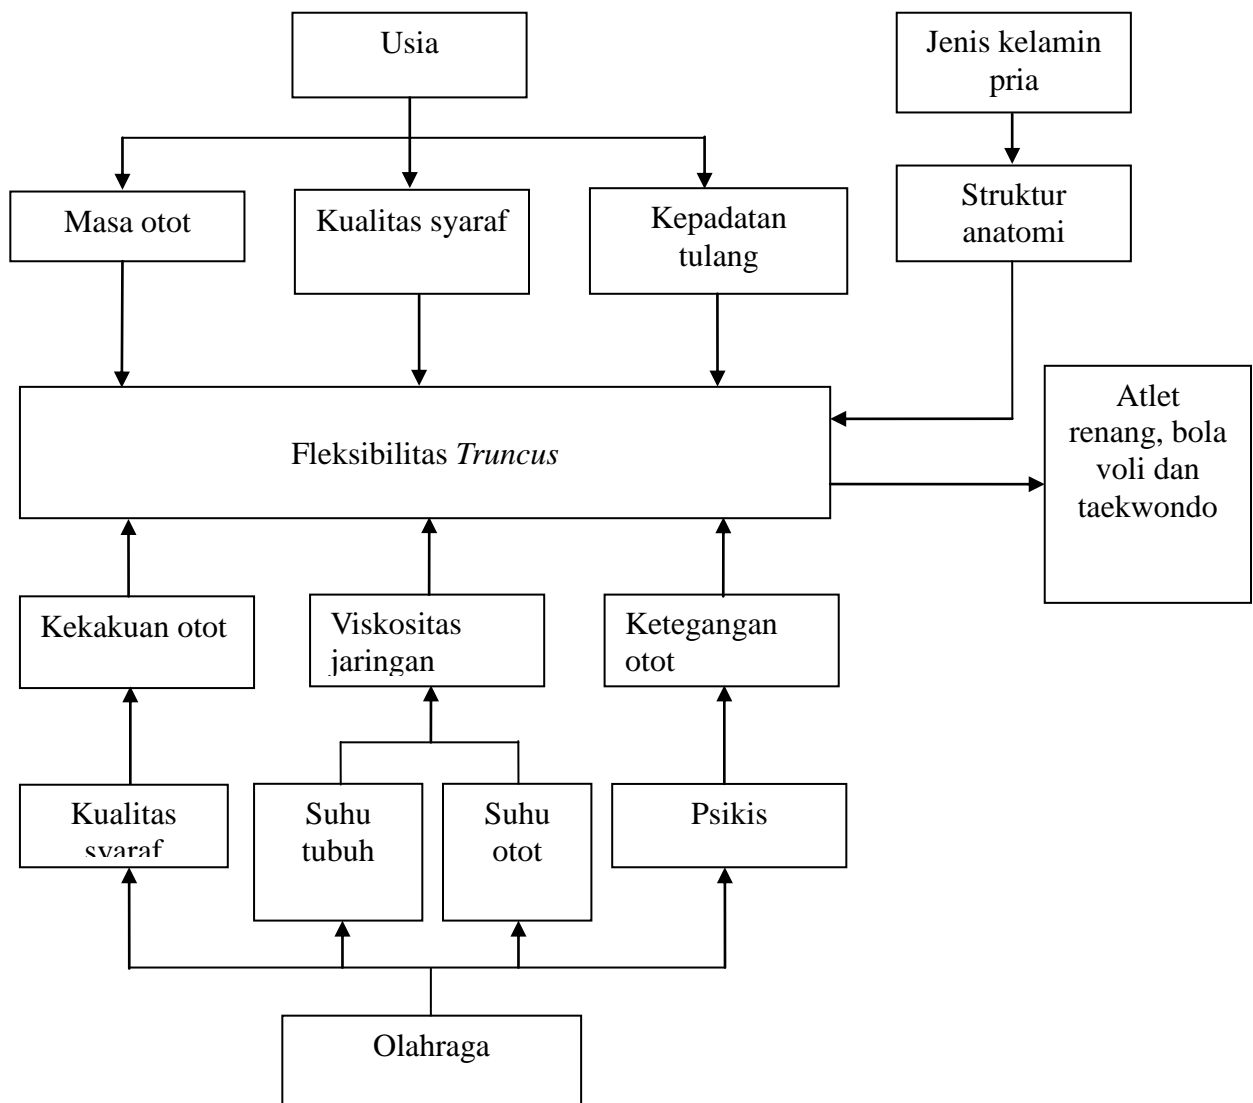 Usia
Jenis kelamin
pria
Masa otot
Kualitas syaraf
Kepadatan
tulang
Struktur
anatomi
Fleksibilitas Truncus
Atlet
renang, bola
voli dan
taekwondo
Kekakuan otot
Viskositas
jaringan
Ketegangan
otot
Kualitas
syaraf
Suhu
tubuh
Suhu
otot
Psikis
Olahraga